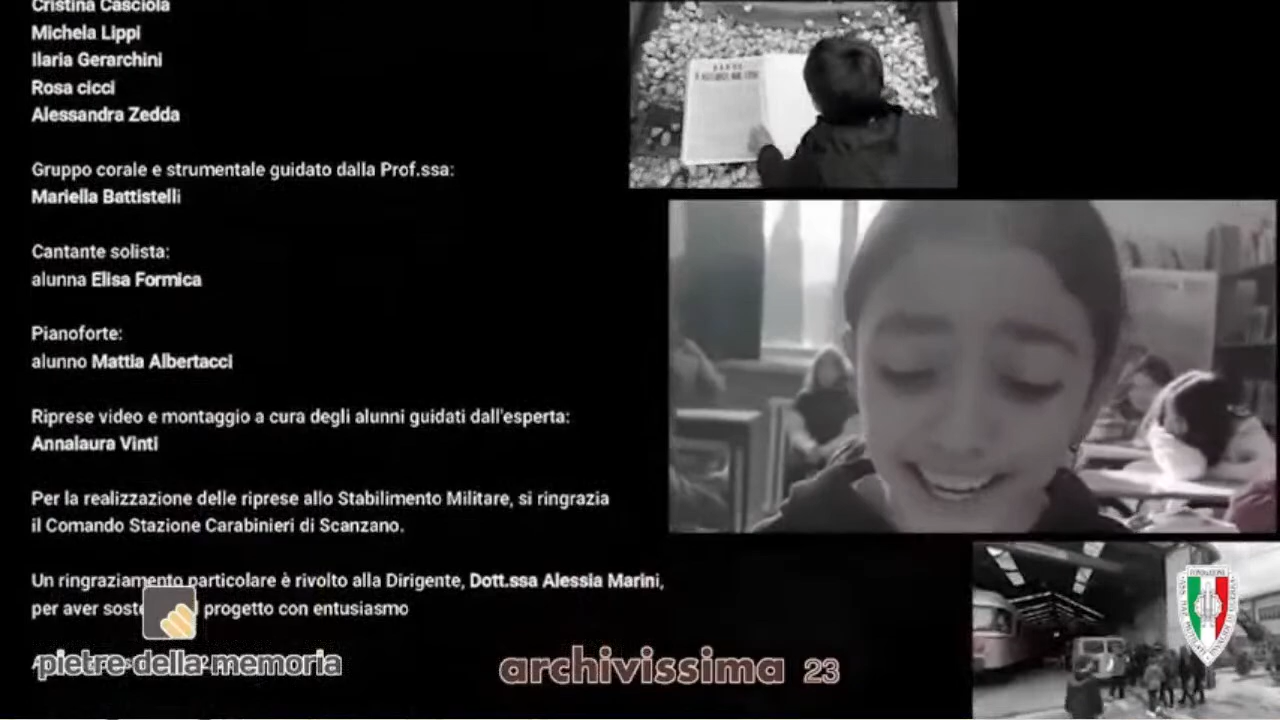 Cristina Casciola
Michela Lippi
Ilaria Gerarchini
Rosa cicci
Alessandra Zedda
Gruppo corale e strumentale guidato dalla Prof.ssa:
Mariella Battistelli
Cantante solista:
alunna Elisa Formica
Pianoforte:
alunno Mattia Albertacci
Riprese video e montaggio a cura degli alunni guidati dall'esperta:
Annalaura Vinti
Per la realizzazione delle riprese allo Stabilimento Militare, si ringrazia
il Comando Stazione Carabinieri di Scanzano.
Un ringraziamento particolare è rivolto alla Dirigente, Dott.ssa Alessia Marini,
per aver soste progetto con entusiasmo
pietre della memoria
archivissima 23
FONDAZIONE